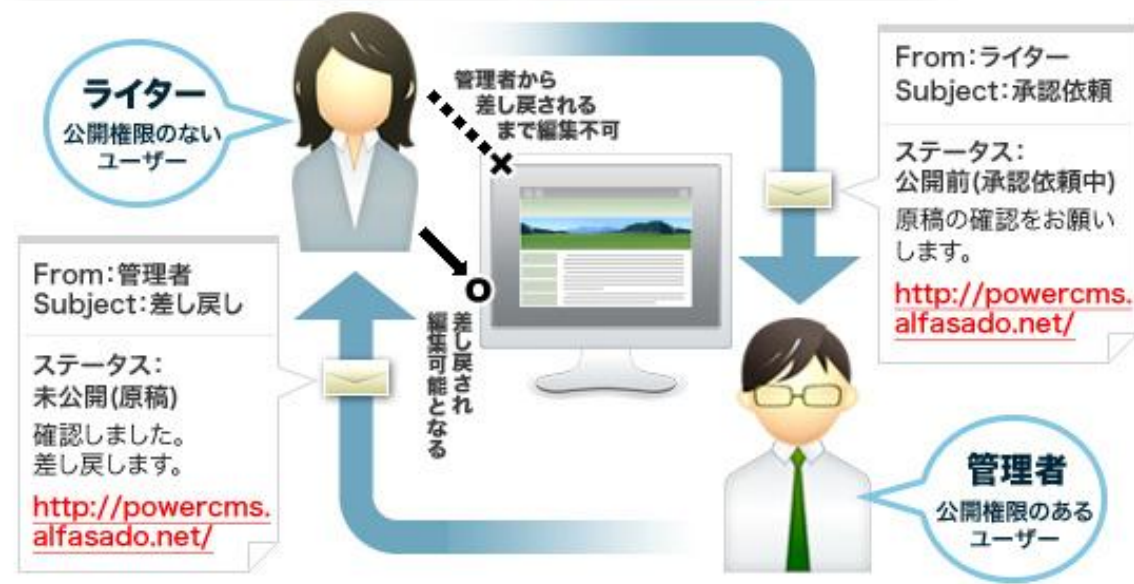 ライター
公開権限のない
ユーザー
管理者から
差し戻される
まで編集不可
From:ライター
Subject:承認依頼
ステータス:
公開前(承認依頼中)
原稿の確認をお願い
します。
http://powercms.
alfasado.net/
From:管理者
Subject:差し戻し
ステータス:
未公開(原稿)
確認しました。
差し戻します。
http://powercms.
alfasado.net/
差し戻され
編集可能となる
管理者
公開権限のある
ユーザー